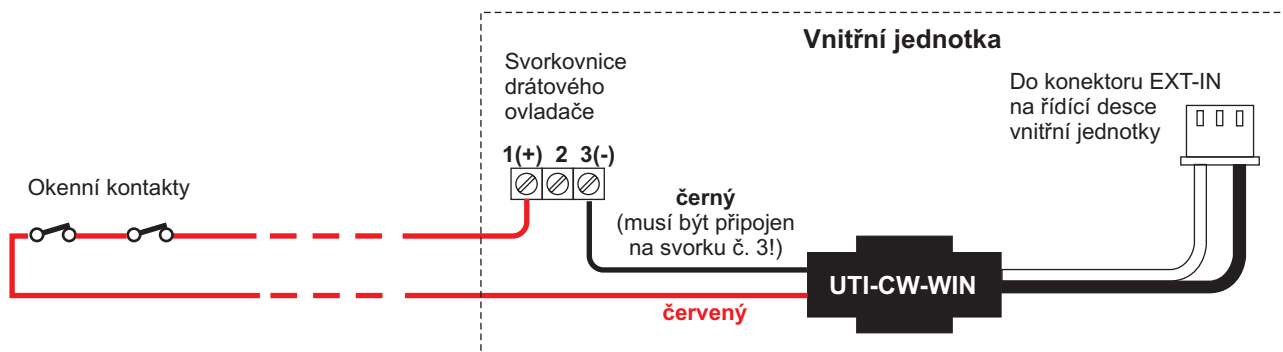 Vnitřní jednotka
Svorkovnice
drátového
ovladače
1(+) 2 3(-)
Do konektoru EXT-IN
na řídící desce
vnitřní jednotky
Okenní kontakty
černý
(musí být připojen
na svorku č. 3!)
UTI-CW-WIN
červený